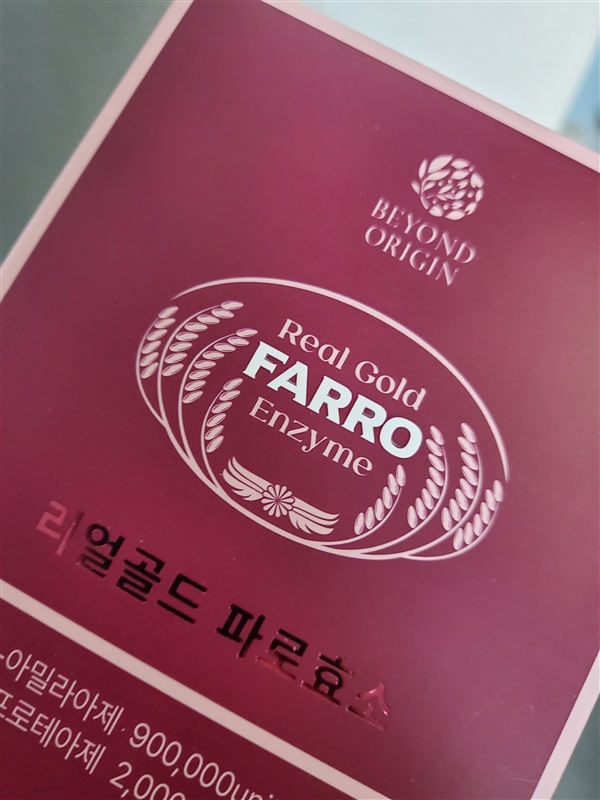 BEYOND
ORIGIN
Real Gold
FARRO
Enzyme
리얼골드 파로효소
-아밀라아제 900,000uni
프로테아제 2,000